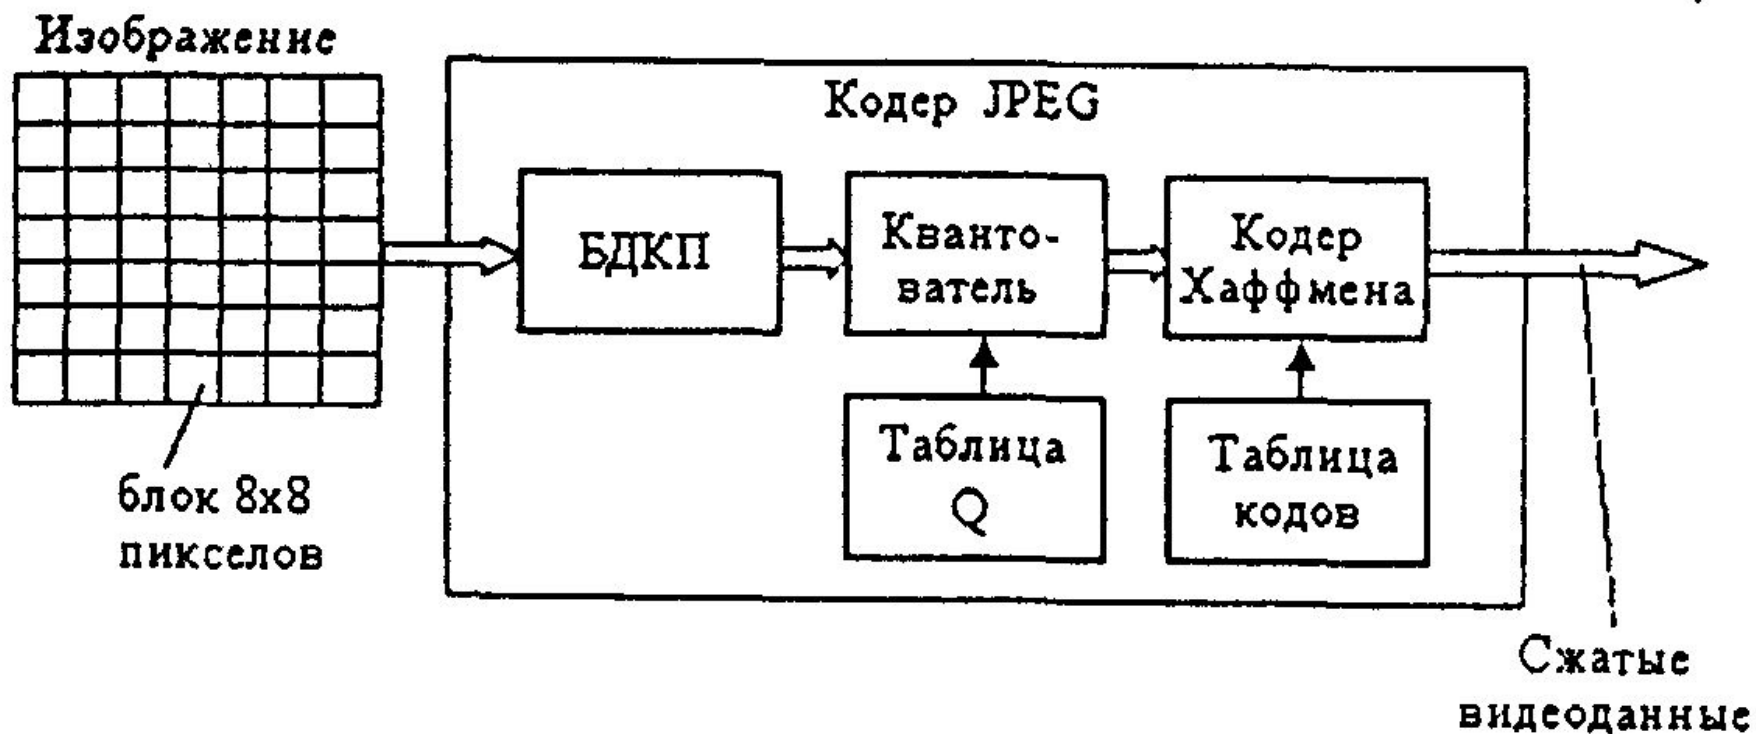 Изображение
Кодер JPEG
БДКП
Кванто-
ватель
Кодер
Хаффмена
Таблица
Q
Таблица
кодов
блок 8x8
пикселов
Сжатые
видеоданные